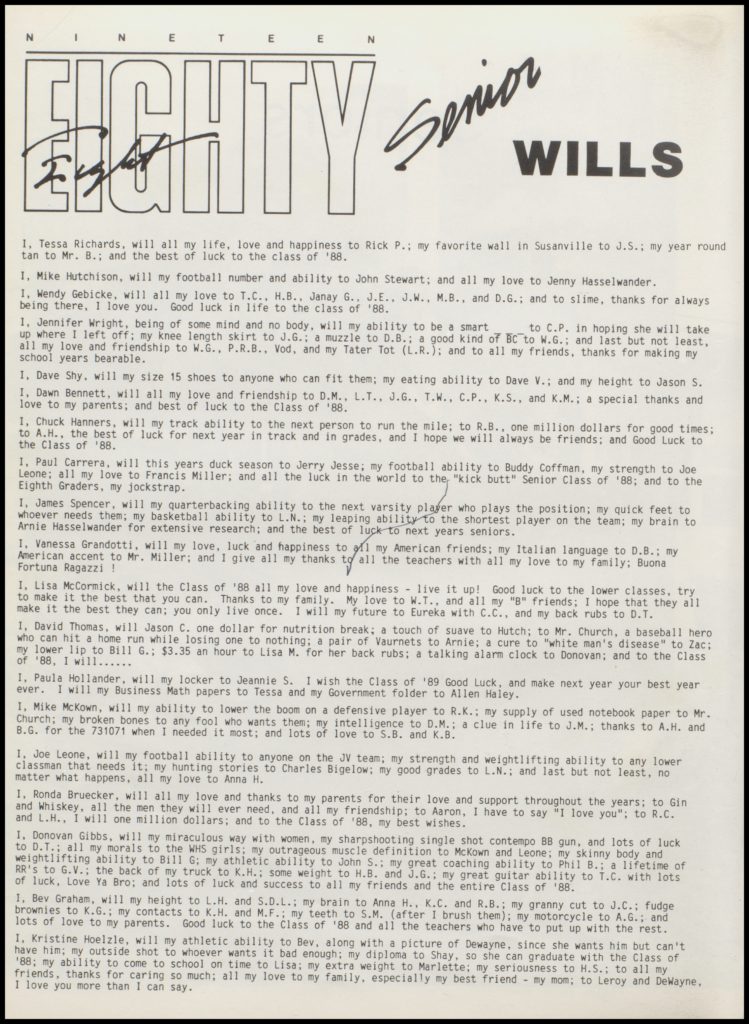 NINETEEN
EIGHTY
Eight
Senior
WILLS
I, Tessa Richards, will all my life, love and happiness to Rick P.; my favorite wall in Susanville to J.S.; my year round
tan to Mr. B.; and the best of luck to the class of '88.
I, Mike Hutchison, will my football number and ability to John Stewart; and all my love to Jenny Hasselwander.
I, Wendy Gebicke, will all my love to T.C., H.B., Janay G., J.E., J.W., M.B., and D.G.; and to slime, thanks for always
being there, I love you. Good luck in life to the class of '88.
I, Jennifer Wright, being of some mind and no body, will my ability to be a smart ___ to C.P. in hoping she will take
up where I left off; my knee length skirt to J.G.; a muzzle to D.B.; a good kind of BC to W.G.; and last but not least,
all my love and friendship to W.G., P.R.B., Vod, and my Tater Tot (L.R.); and to all my friends, thanks for making my
school years bearable.
I, Dave Shy, will my size 15 shoes to anyone who can fit them; my eating ability to Dave V.; and my height to Jason S.
I, Dawn Bennett, will all my love and friendship to D.M., L.T., J.G., T.W., C.P., K.S., and K.M.; a special thanks and
love to my parents; and best of luck to the Class of '88.
I, Chuck Hanners, will my track ability to the next person to run the mile; to R.B., one million dollars for good times;
to A.H., the best of luck for next year in track and in grades, and I hope we will always be friends; and Good Luck to
the Class of '88.
I, Paul Carrera, will this years duck season to Jerry Jesse; my football ability to Buddy Coffman, my strength to Joe
Leone; all my love to Francis Miller; and all the luck in the world to the "kick butt" Senior Class of '88; and to the
Eighth Graders, my jockstrap.
I, James Spencer, will my quarterbacking ability to the next varsity player who plays the position; my quick feet to
whoever needs them; my basketball ability to L.N.; my leaping ability to the shortest player on the team; my brain to
Arnie Hasselwander for extensive research; and the best of luck to next years seniors.
I, Vanessa Grandotti, will my love, luck and happiness to all my American friends; my Italian language to D.B.; my
American accent to Mr. Miller; and I give all my thanks to all the teachers with all my love to my family; Buona
Fortuna Ragazzi !
I, Lisa McCormick, will the Class of '88 all my love and happiness - live it up! Good luck to the lower classes, try
to make it the best that you can. Thanks to my family. My love to W.T., and all my "B" friends; I hope that they all
make it the best they can; you only live once. I will my future to Eureka with C.C., and my back rubs to D.T.
I, David Thomas, will Jason C. one dollar for nutrition break; a touch of suave to Hutch; to Mr. Church, a baseball hero
who can hit a home run while losing one to nothing; a pair of Vaurnets to Arnie; a cure to "white man's disease" to Zac;
my lower lip to Bill G.; $3.35 an hour to Lisa M. for her back rubs; a talking alarm clock to Donovan; and to the Class
of '88, I will......
I, Paula Hollander, will my locker to Jeannie S. I wish the Class of '89 Good Luck, and make next year your best year
ever. I will my Business Math papers to Tessa and my Government folder to Allen Haley.
I, Mike McKown, will my ability to lower the boom on a defensive player to R.K.; my supply of used notebook paper to Mr.
Church; my broken bones to any fool who wants them; my intelligence to D.M.; a clue in life to J.M.; thanks to A.H. and
B.G. for the 731071 when I needed it most; and lots of love to S.B. and K.B.
I, Joe Leone, will my football ability to anyone on the JV team; my strength and weightlifting ability to any lower
classman that needs it; my hunting stories to Charles Bigelow; my good grades to L.N.; and last but not least, no
matter what happens, all my love to Anna H.
I, Ronda Bruecker, will all my love and thanks to my parents for their love and support throughout the years; to Gin
and Whiskey, all the men they will ever need, and all my friendship; to Aaron, I have to say "I love you"; to R.C.
and L.H., I will one million dollars; and to the Class of '88, my best wishes.
I, Donovan Gibbs, will my miraculous way with women, my sharpshooting single shot contempo BB gun, and lots of luck
to D.T.; all my morals to the WHS girls; my outrageous muscle definition to McKown and Leone; my skinny body and
weightlifting ability to Bill G; my athletic ability to John S.; my great coaching ability to Phil B.; a lifetime of
RR's to G.V.; the back of my truck to K.H.; some weight to H.B. and J.G.; my great guitar ability to T.C. with lots
of luck, Love Ya Bro; and lots of luck and success to all my friends and the entire Class of '88.
I, Bev Graham, will my height to L.H. and S.D.L.; my brain to Anna H., K.C. and R.B.; my granny cut to J.C.; fudge
brownies to K.G.; my contacts to K.H. and M.F.; my teeth to S.M. (after I brush them); my motorcycle to A.G.; and
lots of love to my parents. Good luck to the Class of '88 and all the teachers who have to put up with the rest.
I, Kristine Hoelzle, will my athletic ability to Bev, along with a picture of Dewayne, since she wants him but can't
have him; my outside shot to whoever wants it bad enough; my diploma to Shay, so she can graduate with the Class of
'88; my ability to come to school on time to Lisa; my extra weight to Marlette; my seriousness to H.S.; to all my
friends, thanks for caring so much; all my love to my family, especially my best friend - my mom; to Leroy and DeWayne,
I love you more than I can say.